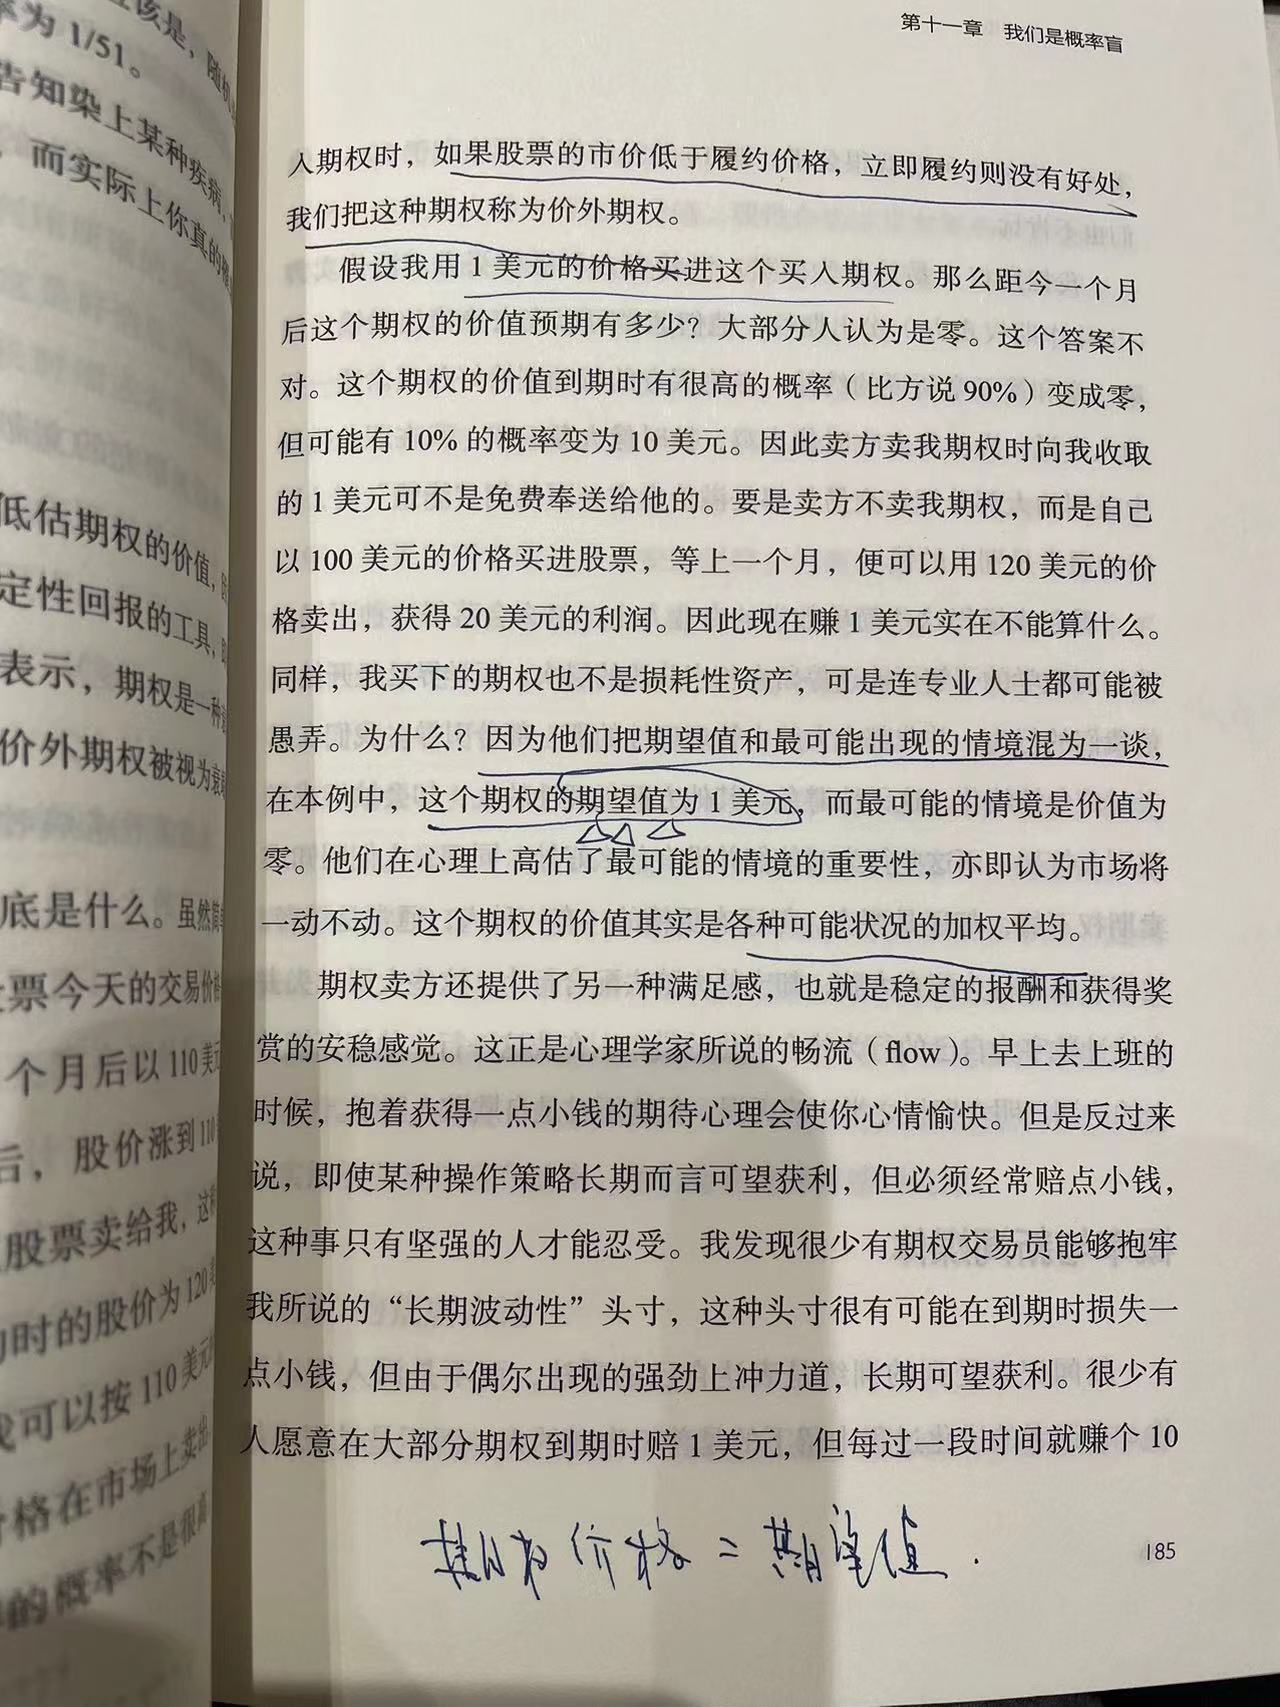 率为 1/51。
告知染上某种疾病,
而实际上你真的
低估期权的价值,
定性回报的工具,
表示，期权是一种
价外期权被视为衰
底是什么。虽然简
票今天的交易价格
个月后以 110 美元
后，股价涨到 110
股票卖给我，这
时的股价为 120
我可以按 110 美元
价格在市场上卖出
的概率不是很高
第十一章 我们是概率盲
入期权时，如果股票的市价低于履约价格，立即履约则没有好处，
我们把这种期权称为价外期权。
假设我用 1 美元的价格买进这个买入期权。那么距今一个月
后这个期权的价值预期有多少？大部分人认为是零。这个答案不
对。这个期权的价值到期时有很高的概率（比方说 90%）变成零，
但可能有 10% 的概率变为 10 美元。因此卖方卖我期权时向我收取
的 1 美元可不是免费奉送给他的。要是卖方不卖我期权，而是自己
以 100 美元的价格买进股票，等上一个月，便可以用 120 美元的价
格卖出，获得 20 美元的利润。因此现在赚 1 美元实在不能算什么。
同样，我买下的期权也不是损耗性资产，可是连专业人士都可能被
愚弄。为什么？因为他们把期望值和最可能出现的情境混为一谈，
在本例中，这个期权的期望值为 1 美元，而最可能的情境是价值为
零。他们在心理上高估了最可能的情境的重要性，亦即认为市场将
一动不动。这个期权的价值其实是各种可能状况的加权平均。
期权卖方还提供了另一种满足感，也就是稳定的报酬和获得奖
赏的安稳感觉。这正是心理学家所说的畅流（flow）。早上去上班的
时候，抱着获得一点小钱的期待心理会使你心情愉快。但是反过来
说，即使某种操作策略长期而言可望获利，但必须经常赔点小钱，
这种事只有坚强的人才能忍受。我发现很少有期权交易员能够抱牢
我所说的“长期波动性”头寸，这种头寸很有可能在到期时损失一
点小钱，但由于偶尔出现的强劲上冲力道，长期可望获利。很少有
人愿意在大部分期权到期时赔 1 美元，但每过一段时间就赚个 10
期权价格 = 期望值.
185